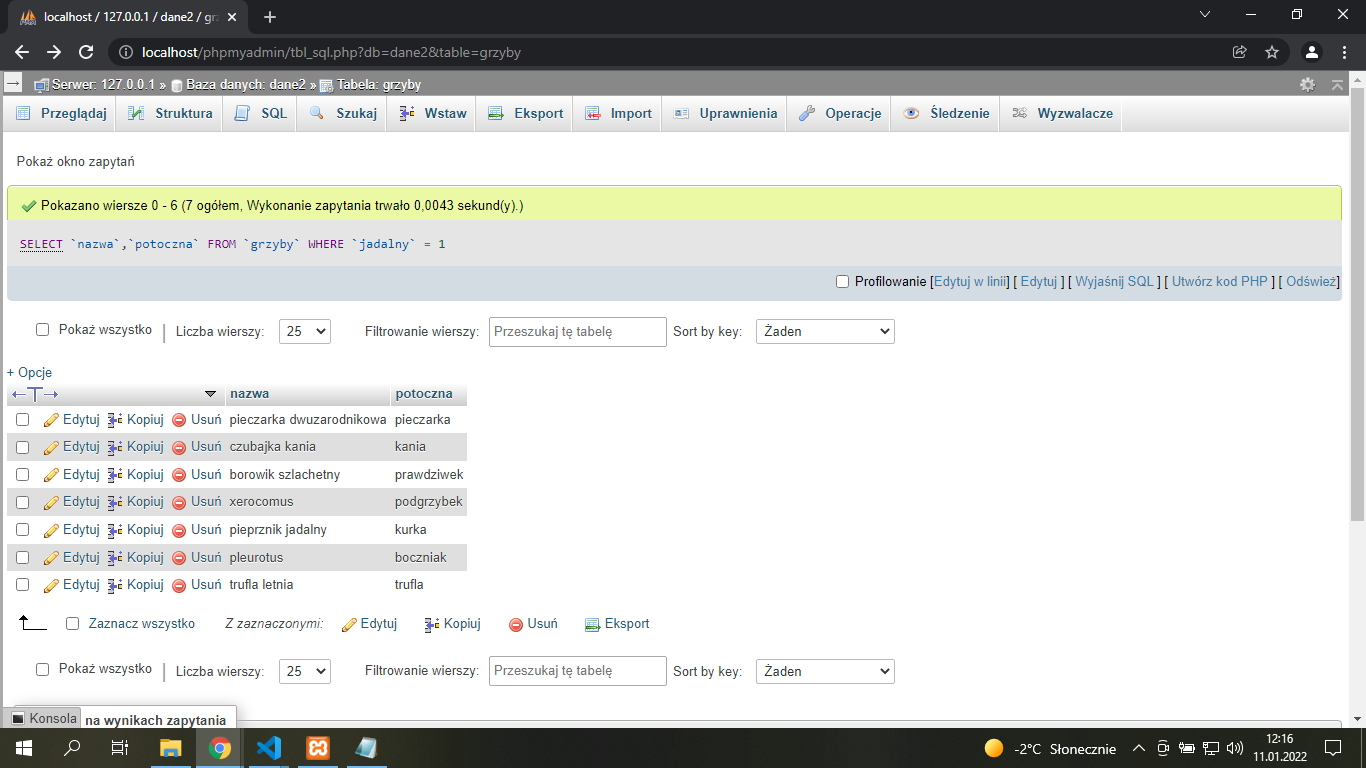 localhost / 127.0.0.1 / dane2 / grz
localhost/phpmyadmin/tbl_sql.php?db=dane2&table=grzyby
Serwer: 127.0.0.1 » Baza danych: dane2 » Tabela: grzyby
Przeglądaj Struktura SQL Szukaj Wstaw Eksport Import Uprawnienia Operacje Śledzenie Wyzwalacze
Pokaż okno zapytań
Pokazano wiersze 0 - 6 (7 ogółem, Wykonanie zapytania trwało 0,0043 sekund(y).)
SELECT `nazwa`,`potoczna` FROM `grzyby` WHERE `jadalny` = 1
Profilowanie [Edytuj w linii] [ Edytuj ] [ Wyjaśnij SQL ] [ Utwórz kod PHP ] [ Odśwież]
Pokaż wszystko | Liczba wierszy: 25 Filtrowanie wierszy: Przeszukaj tę tabelę Sort by key: Żaden
+ Opcje
←T→ nazwa potoczna
Edytuj Kopiuj Usuń pieczarka dwuzarodnikowa pieczarka
Edytuj Kopiuj Usuń czubajka kania kania
Edytuj Kopiuj Usuń borowik szlachetny prawdziwek
Edytuj Kopiuj Usuń xerocomus podgrzybek
Edytuj Kopiuj Usuń pieprznik jadalny kurka
Edytuj Kopiuj Usuń pleurotus boczniak
Edytuj Kopiuj Usuń trufla letnia trufla
Zaznacz wszystko Z zaznaczonymi: Edytuj Kopiuj Usuń Eksport
Pokaż wszystko | Liczba wierszy: 25 Filtrowanie wierszy: Przeszukaj tę tabelę Sort by key: Żaden
Konsola na wynikach zapytania
-2°C Słonecznie 12:16
11.01.2022